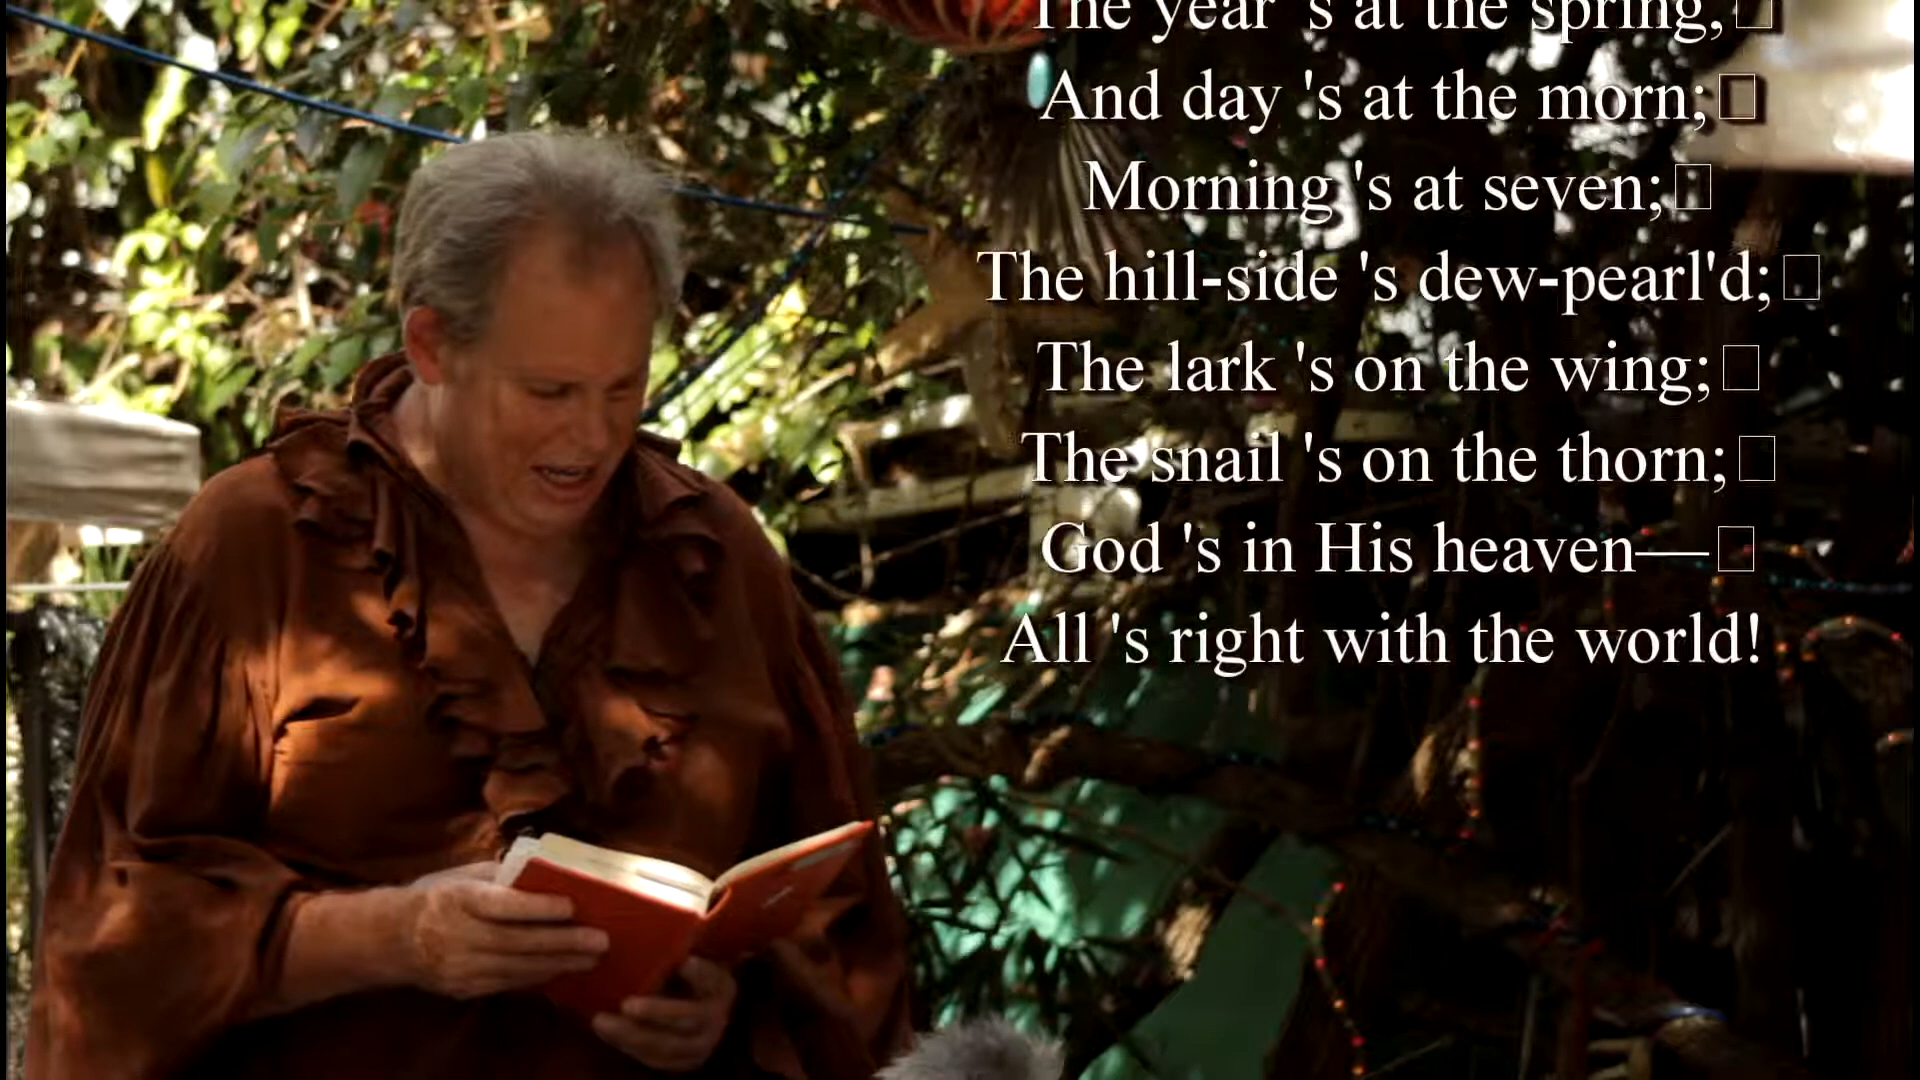 The year 's at the spring,□
And day 's at the morn;□
Morning 's at seven;□
The hill-side 's dew-pearl'd;□
The lark 's on the wing;□
The snail 's on the thorn;□
God 's in His heaven—□
All 's right with the world!